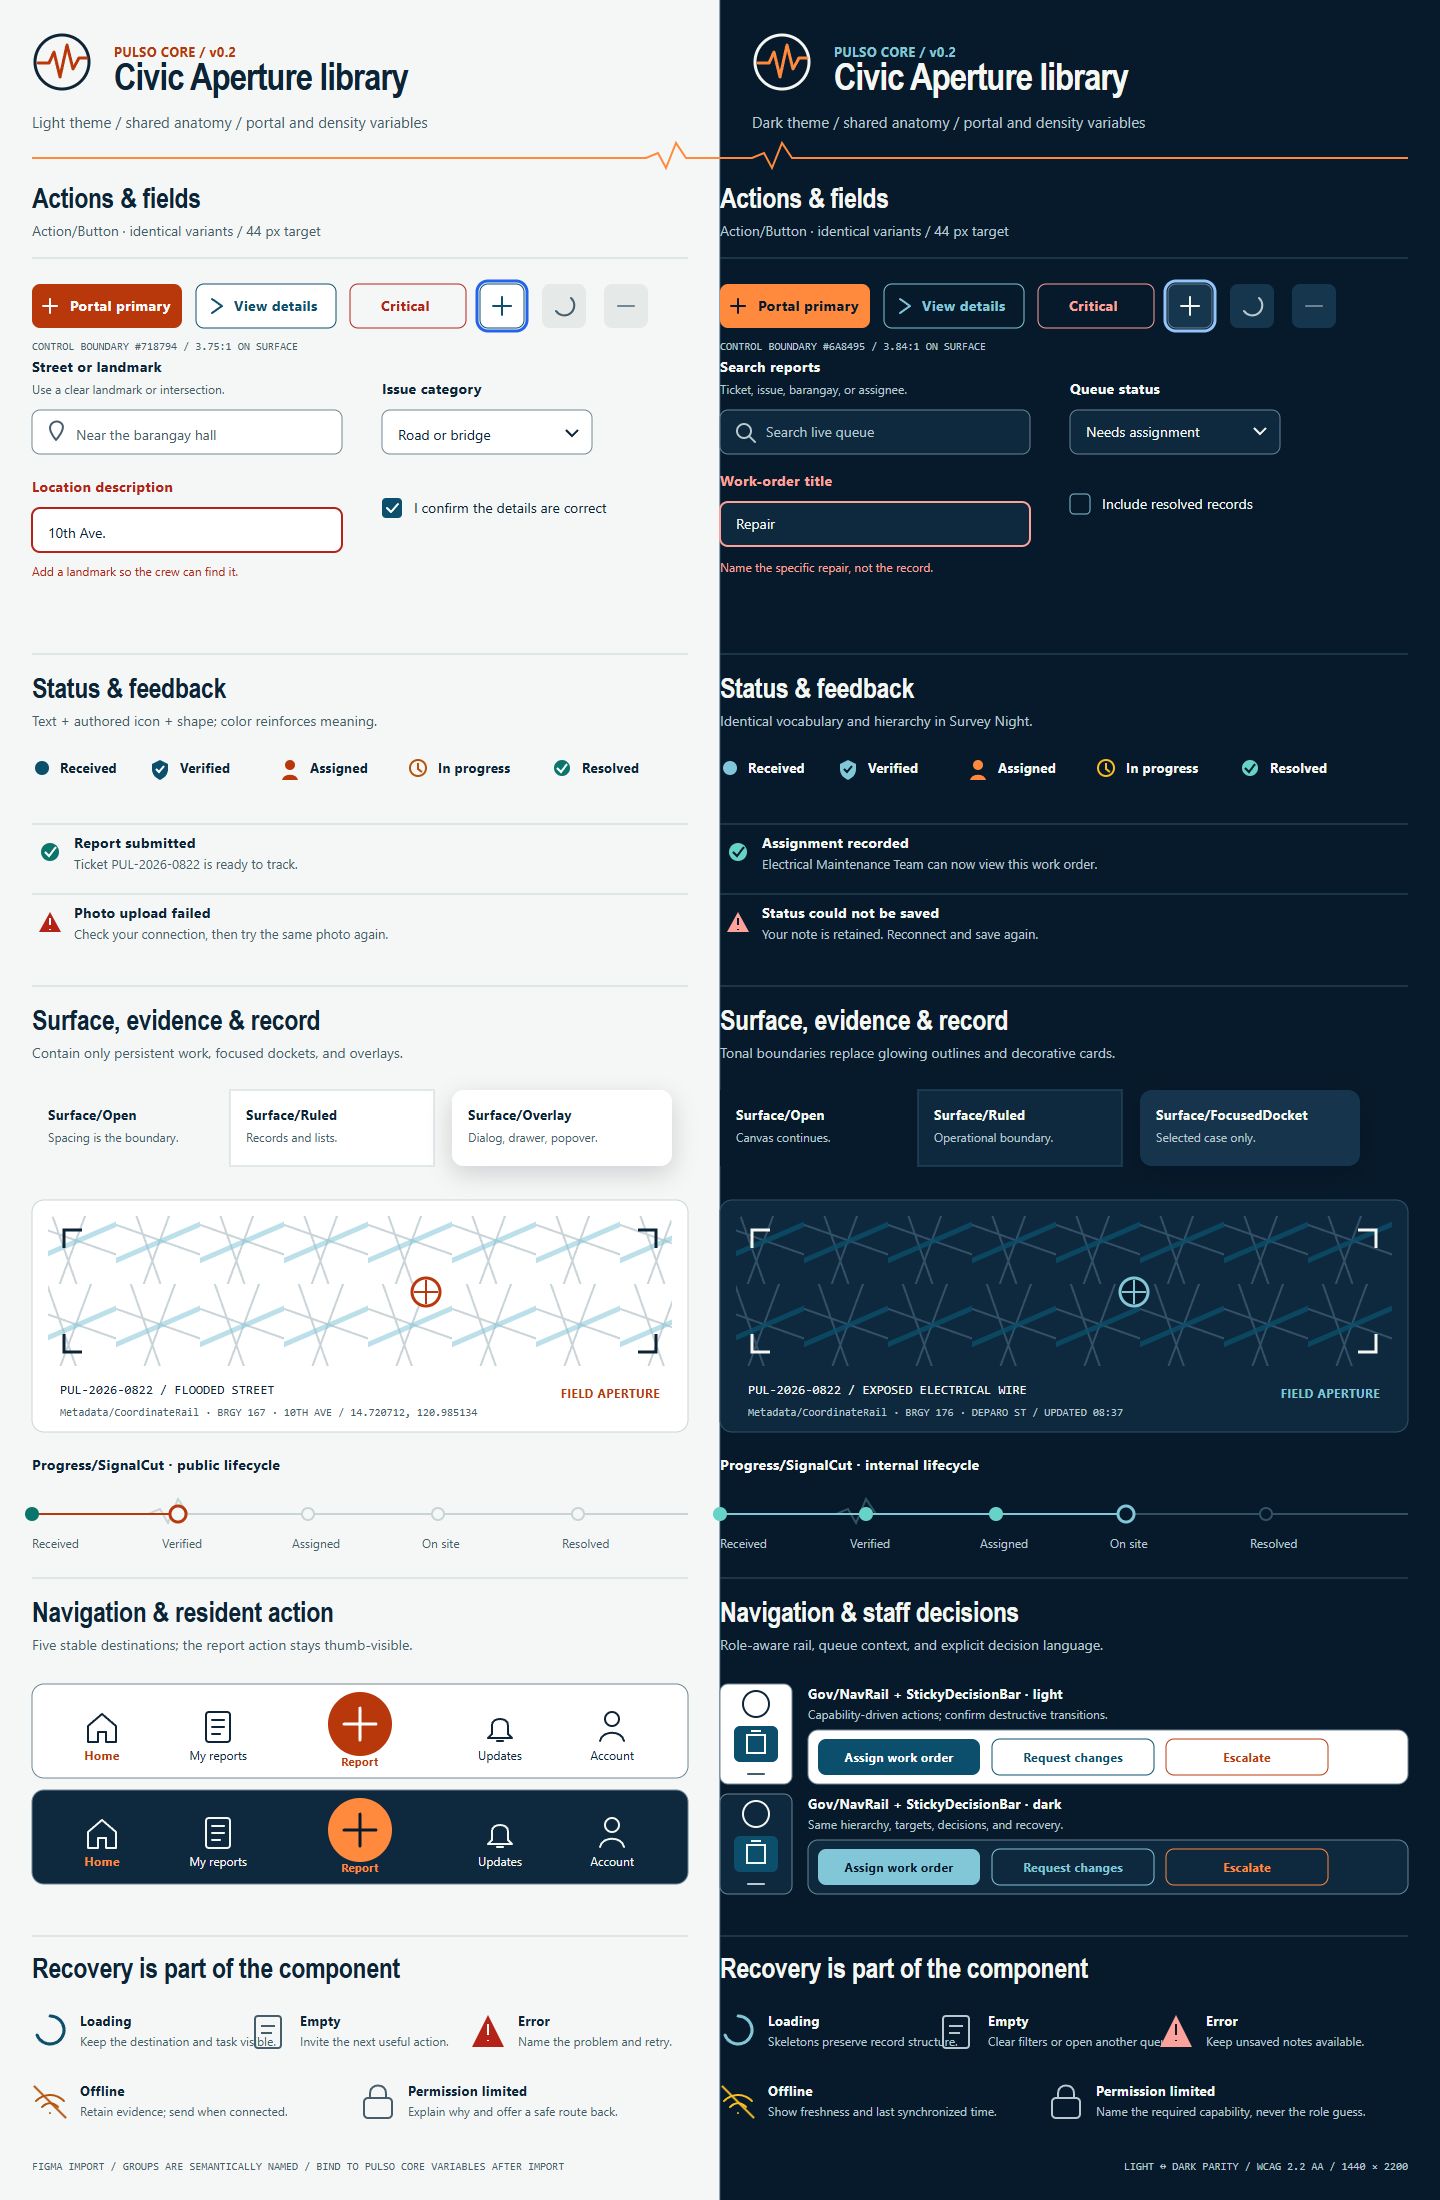 PULSO CORE / v0.2
Civic Aperture library
Light theme / shared anatomy / portal and density variables
Actions & fields
Action/Button · identical variants / 44 px target
Portal primary
View details
Critical
CONTROL BOUNDARY #718794 / 3.75:1 ON SURFACE
Street or landmark
Use a clear landmark or intersection.
Issue category
Near the barangay hall
Road or bridge
Location description
I confirm the details are correct
10th Ave.
Add a landmark so the crew can find it.
Status & feedback
Text + authored icon + shape; color reinforces meaning.
Received
Verified
Assigned
In progress
Resolved
Report submitted
Ticket PUL-2026-0822 is ready to track.
Photo upload failed
Check your connection, then try the same photo again.
Surface, evidence & record
Contain only persistent work, focused dockets, and overlays.
Surface/Open
Spacing is the boundary.
Surface/Ruled
Records and lists.
Surface/Overlay
Dialog, drawer, popover.
PUL-2026-0822 / FLOODED STREET
FIELD APERTURE
Metadata/CoordinateRail · BRGY 167 · 10TH AVE / 14.720712, 120.985134
Progress/SignalCut · public lifecycle
Received
Verified
Assigned
On site
Resolved
Navigation & resident action
Five stable destinations; the report action stays thumb-visible.
Home
My reports
Report
Updates
Account
Home
My reports
Report
Updates
Account
Recovery is part of the component
Loading
Keep the destination and task visible.
Empty
Invite the next useful action.
Error
Name the problem and retry.
Offline
Retain evidence; send when connected.
Permission limited
Explain why and offer a safe route back.
FIGMA IMPORT / GROUPS ARE SEMANTICALLY NAMED / BIND TO PULSO CORE VARIABLES AFTER IMPORT
PULSO CORE / v0.2
Civic Aperture library
Dark theme / shared anatomy / portal and density variables
Actions & fields
Action/Button · identical variants / 44 px target
Portal primary
View details
Critical
CONTROL BOUNDARY #6A8495 / 3.84:1 ON SURFACE
Search reports
Ticket, issue, barangay, or assignee.
Queue status
Search live queue
Needs assignment
Work-order title
Include resolved records
Repair
Name the specific repair, not the record.
Status & feedback
Identical vocabulary and hierarchy in Survey Night.
Received
Verified
Assigned
In progress
Resolved
Assignment recorded
Electrical Maintenance Team can now view this work order.
Status could not be saved
Your note is retained. Reconnect and save again.
Surface, evidence & record
Tonal boundaries replace glowing outlines and decorative cards.
Surface/Open
Canvas continues.
Surface/Ruled
Operational boundary.
Surface/FocusedDocket
Selected case only.
PUL-2026-0822 / EXPOSED ELECTRICAL WIRE
FIELD APERTURE
Metadata/CoordinateRail · BRGY 176 · DEPARO ST / UPDATED 08:37
Progress/SignalCut · internal lifecycle
Received
Verified
Assigned
On site
Resolved
Navigation & staff decisions
Role-aware rail, queue context, and explicit decision language.
Gov/NavRail + StickyDecisionBar · light
Capability-driven actions; confirm destructive transitions.
Assign work order
Request changes
Escalate
Gov/NavRail + StickyDecisionBar · dark
Same hierarchy, targets, decisions, and recovery.
Assign work order
Request changes
Escalate
Recovery is part of the component
Loading
Skeletons preserve record structure.
Empty
Clear filters or open another
Error
Keep unsaved notes available.
Offline
Show freshness and last synchronized time.
Permission limited
Name the required capability, never the role guess.
LIGHT ↔ DARK PARITY / WCAG 2.2 AA / 1440 × 2200